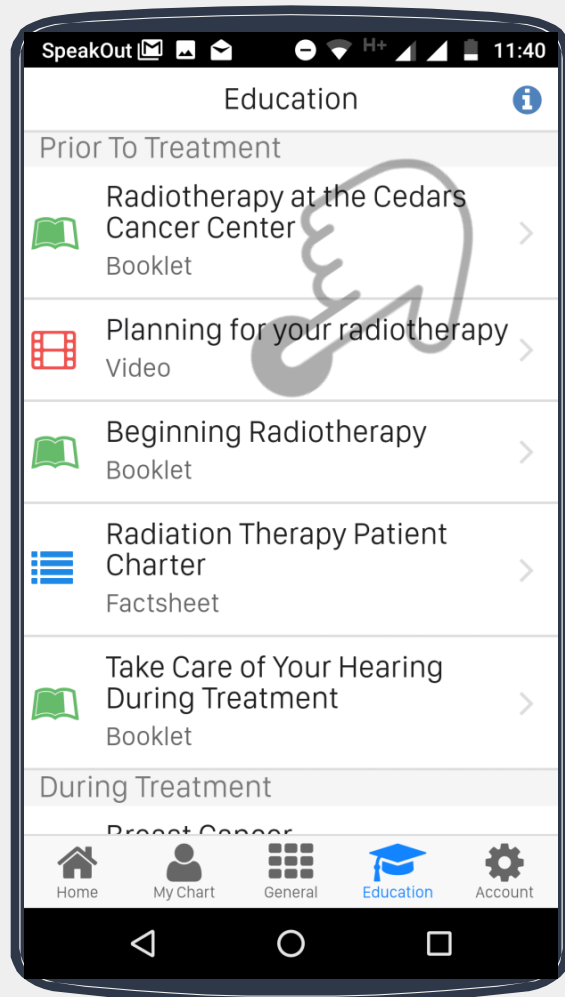 SpeakOut H+ 11:40
Education
Prior To Treatment
Radiotherapy at the Cedars
Cancer Center
Booklet
Planning for your radiotherapy
Video
Beginning Radiotherapy
Booklet
Radiation Therapy Patient
Charter
Factsheet
Take Care of Your Hearing
During Treatment
Booklet
During Treatment
Breast Cancer
Home My Chart General Education Account